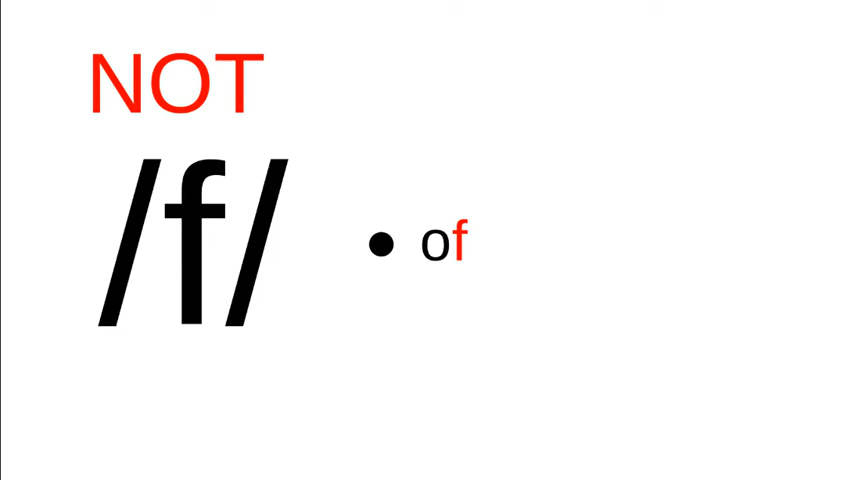 NOT
/f/
• of